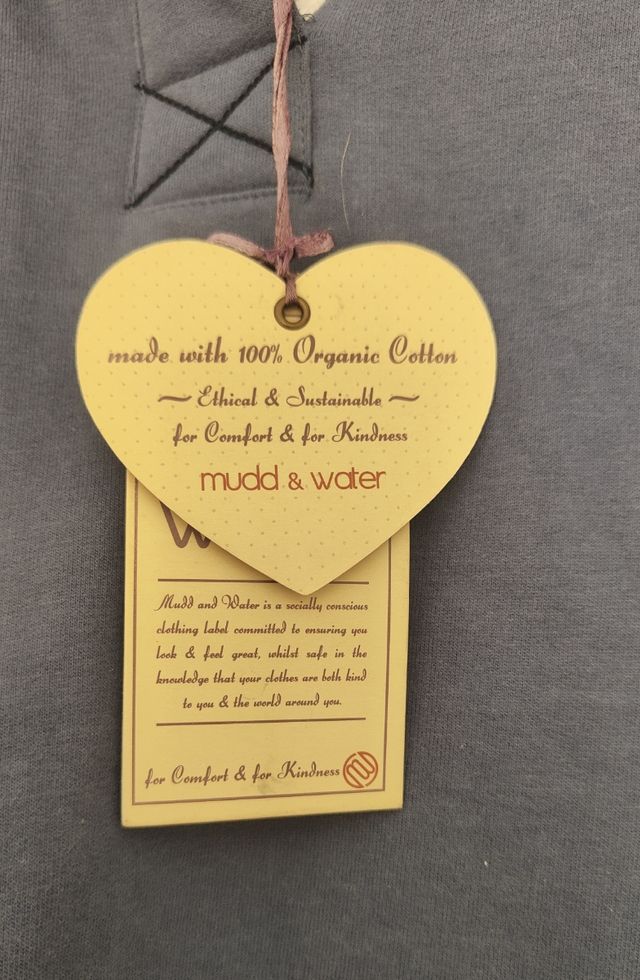 made with 100% Organic Cotton
Ethical & Sustainable
for Comfort & for Kindness
mudd & water
Mudd and Water is a socially conscious
clothing label committed to ensuring you
look & feel great, whilst safe in the
knowledge that your clothes are both kind
to you & the world around you.
for Comfort & for Kindness